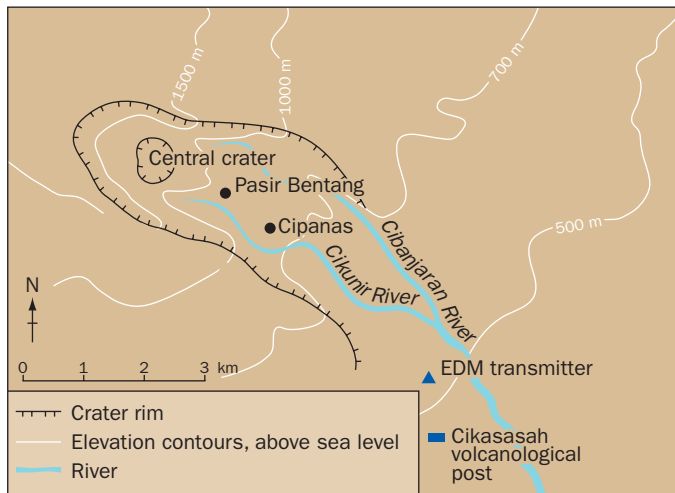 1500 m
1000 m
700 m
500 m
Central crater
Pasir Bentang
Cipanas
Cibanjaran River
Cikunir River
N
0 1 2 3 km
EDM transmitter
Cikasasah
volcanological
post
Crater rim
Elevation contours, above sea level
River